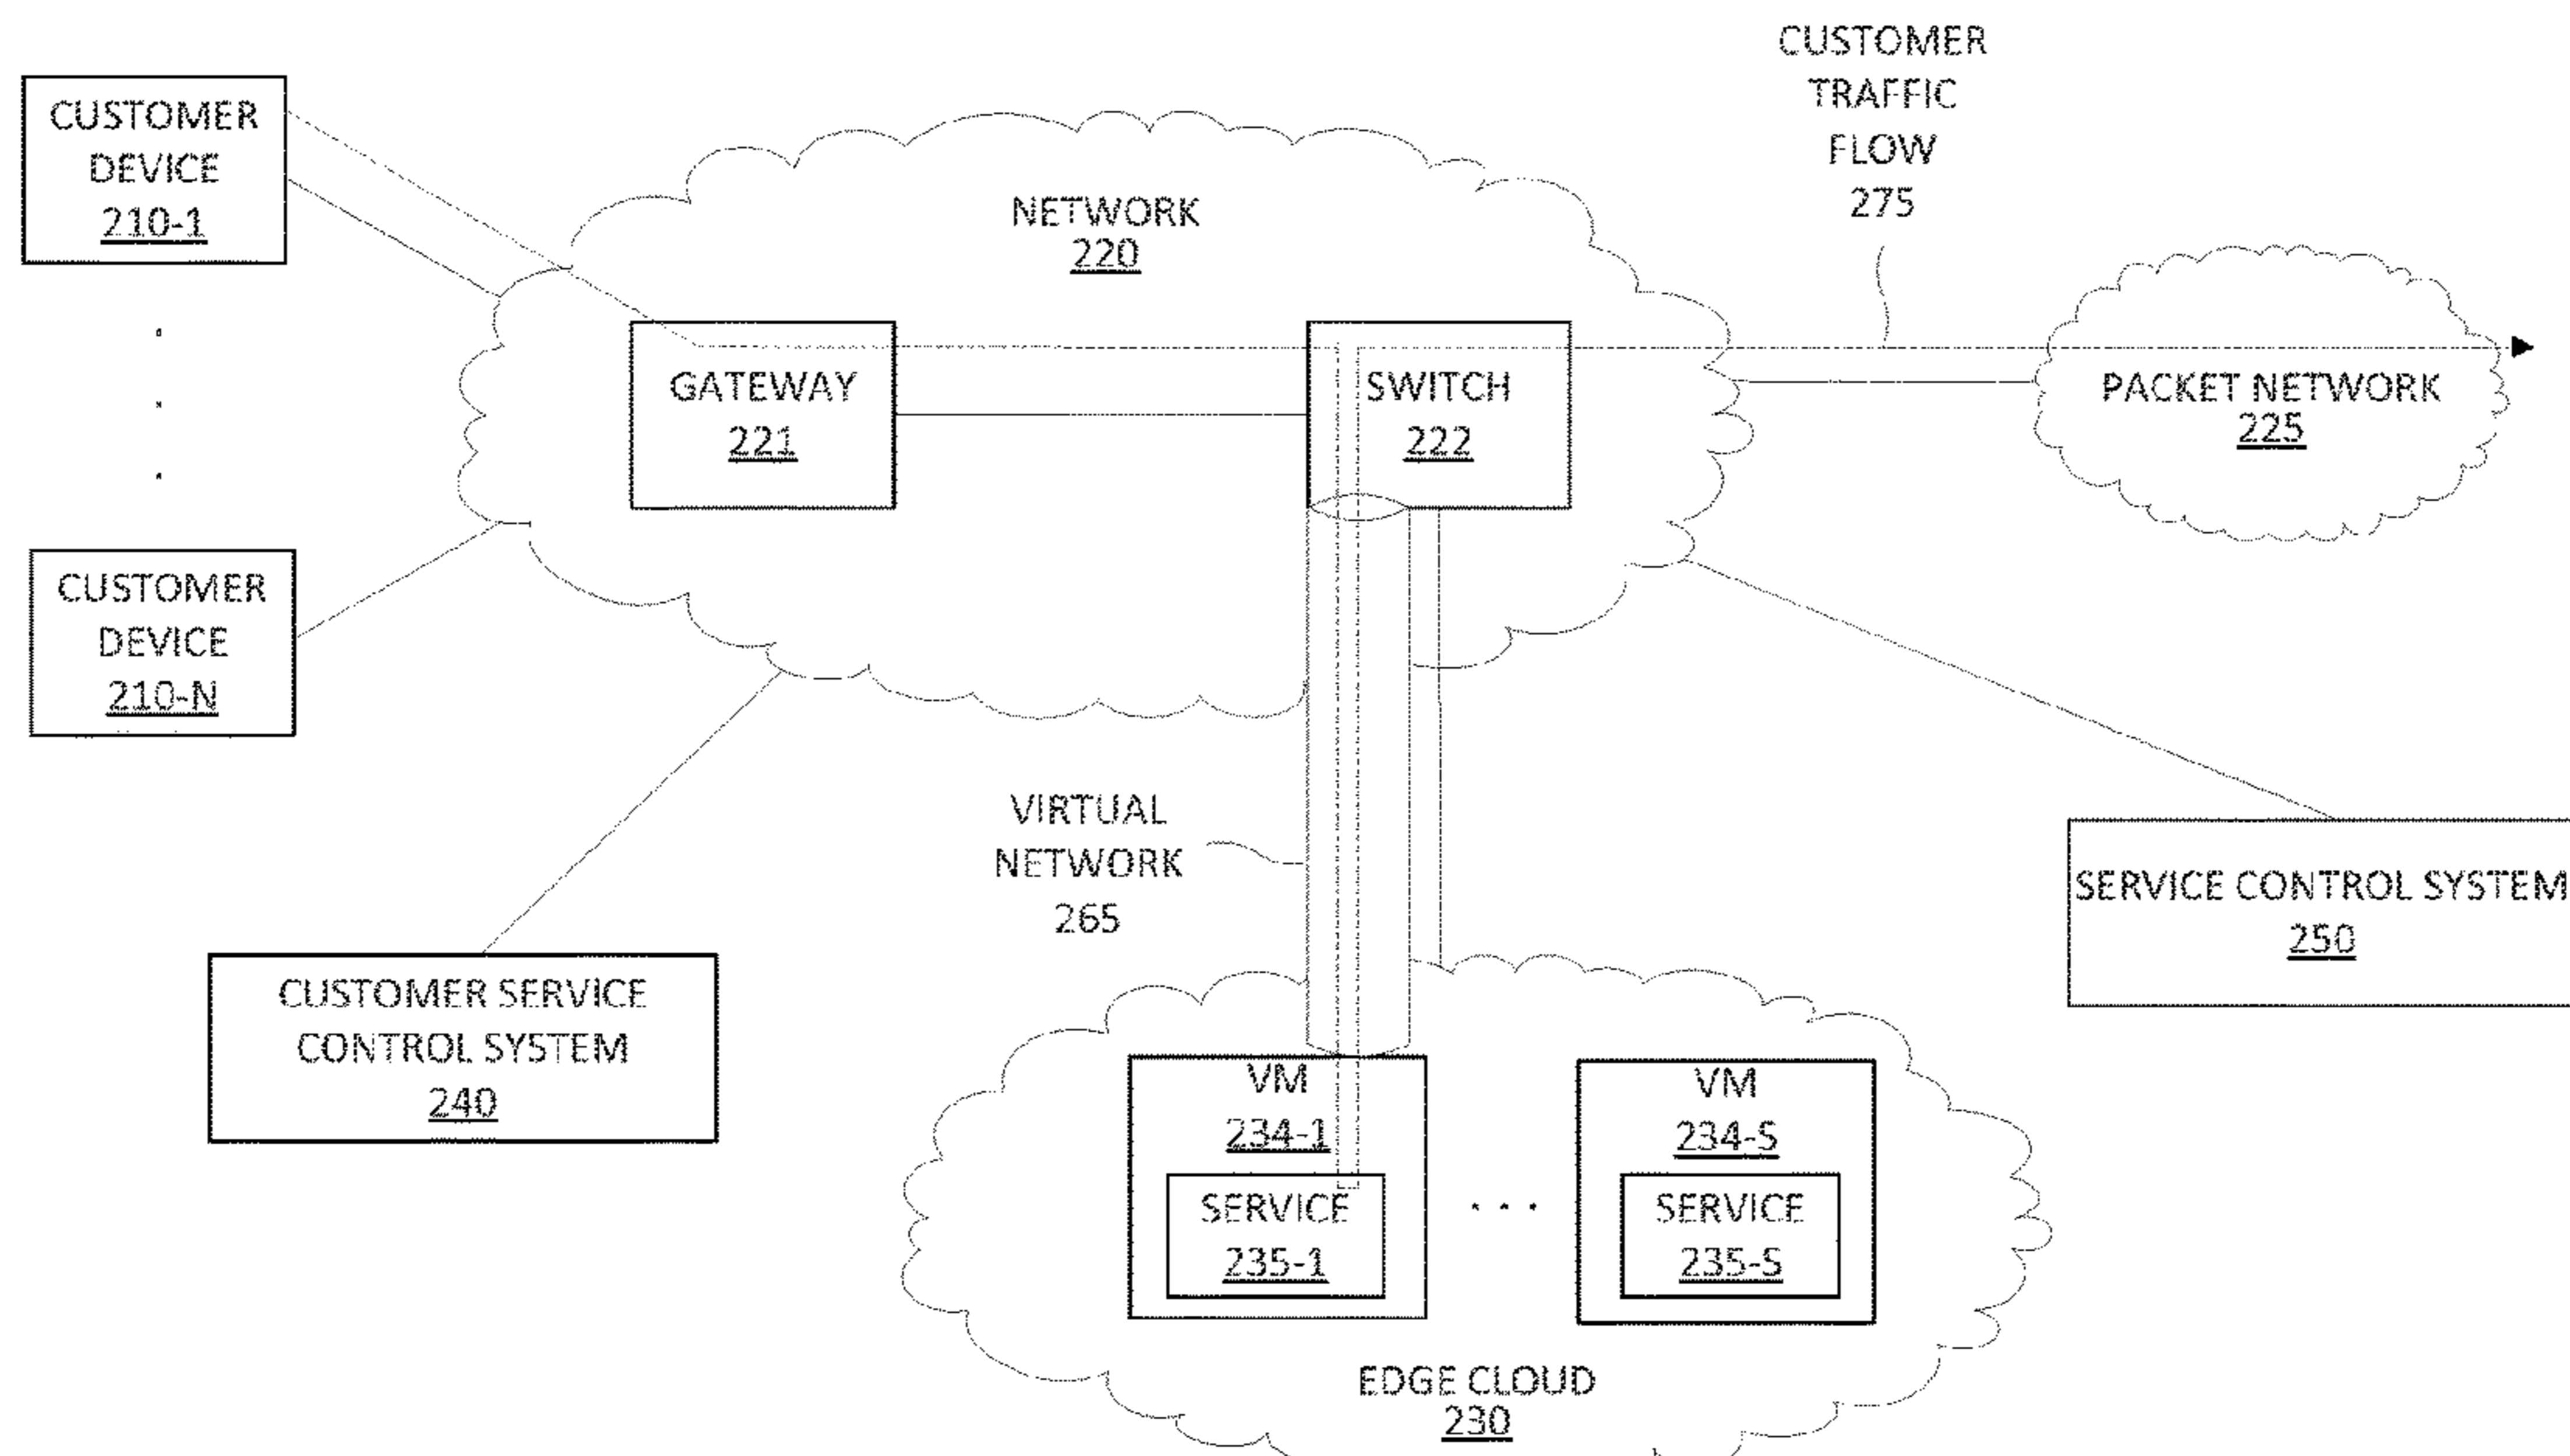 CUSTOMER
TRAFFIC
FLOW
275
CUSTOMER
DEVICE
210-1
NETWORK
220
GATEWAY
221
SWITCH
222
PACKET NETWORK
225
CUSTOMER
DEVICE
210-N
VIRTUAL
NETWORK
265
SERVICE CONTROL SYSTEM
250
CUSTOMER SERVICE
CONTROL SYSTEM
240
VM
234-1
SERVICE
235-1
. . .
VM
234-S
SERVICE
235-S
EDGE CLOUD
230